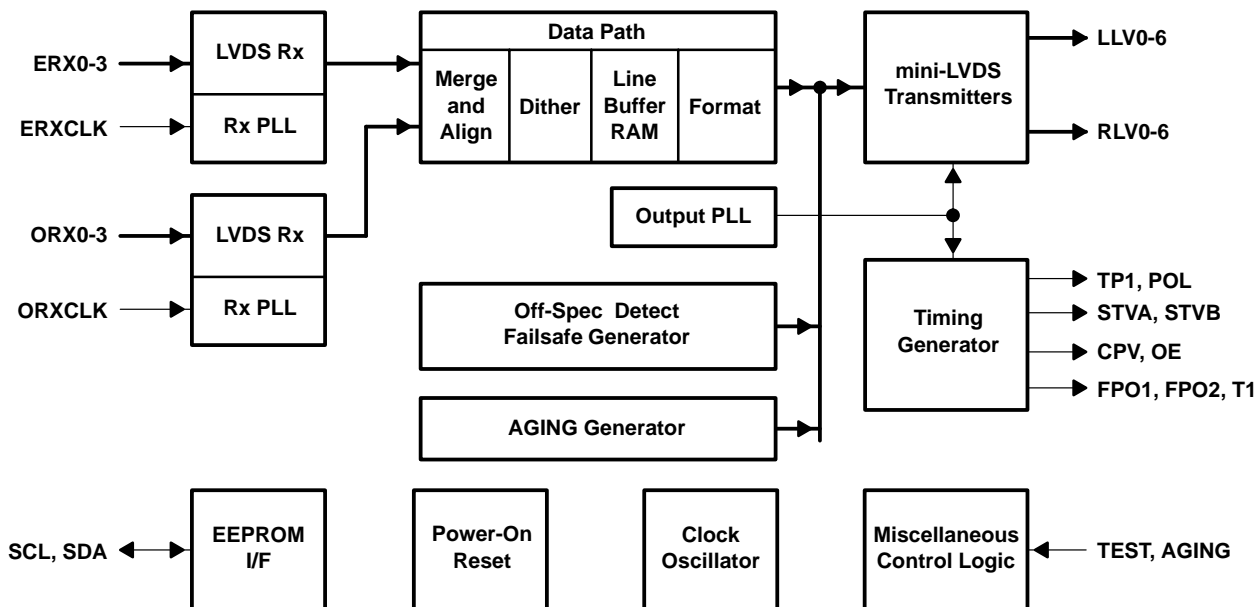 LVDS Rx
Data Path
LLV0-6
ERX0-3
Merge and Align
Dither
Line Buffer RAM
Format
mini-LVDS Transmitters
ERXCLK
Rx PLL
RLV0-6
Output PLL
ORX0-3
LVDS Rx
ORXCLK
Rx PLL
Off-Spec Detect
Failsafe Generator
Timing
Generator
TP1, POL
STVA, STVB
CPV, OE
FPO1, FPO2, T1
AGING Generator
SCL, SDA
EEPROM
I/F
Power-On
Reset
Clock
Oscillator
Miscellaneous
Control Logic
TEST, AGING